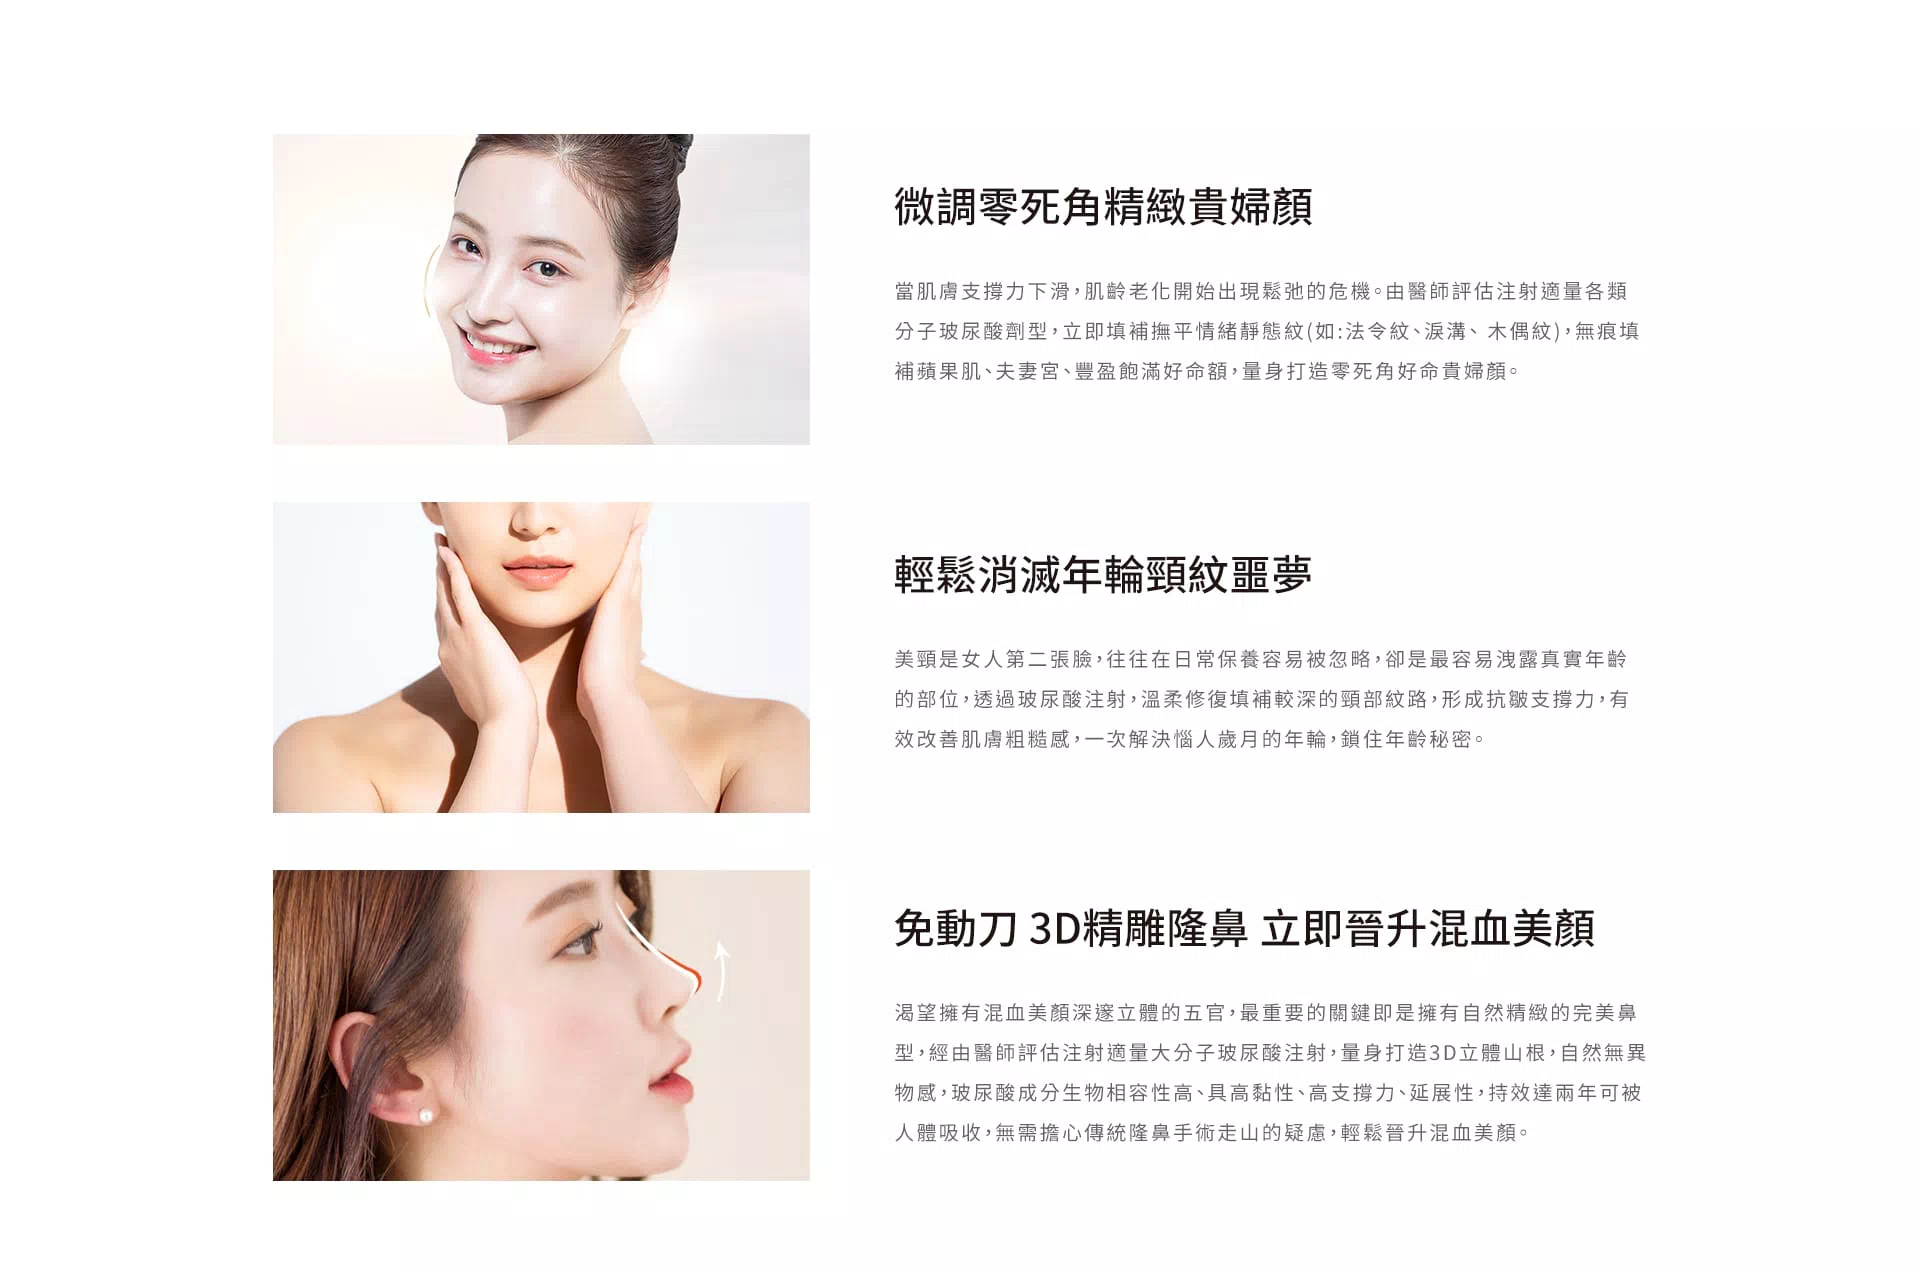 微調零死角精緻貴婦顏
當肌膚支撐力下滑，肌齡老化開始出現鬆弛的危機。由醫師評估注射適量各類
分子玻尿酸劑型，立即填補撫平情緒靜態紋(如:法令紋、淚溝、 木偶紋)，無痕填
補蘋果肌、夫妻宮、豐盈飽滿好命額，量身打造零死角好命貴婦顏。
輕鬆消滅年輪頸紋噩夢
美頸是女人第二張臉，往往在日常保養容易被忽略，卻是最容易洩露真實年齡
的部位，透過玻尿酸注射，溫柔修復填補較深的頸部紋路，形成抗皺支撐力，有
效改善肌膚粗糙感，一次解決惱人歲月的年輪，鎖住年齡秘密。
免動刀 3D精雕隆鼻 立即晉升混血美顏
渴望擁有混血美顏深邃立體的五官，最重要的關鍵即是擁有自然精緻的完美鼻
型，經由醫師評估注射適量大分子玻尿酸注射，量身打造3D立體山根，自然無異
物感，玻尿酸成分生物相容性高、具高黏性、高支撐力、延展性，持效達兩年可被
人體吸收，無需擔心傳統隆鼻手術走山的疑慮，輕鬆晉升混血美顏。